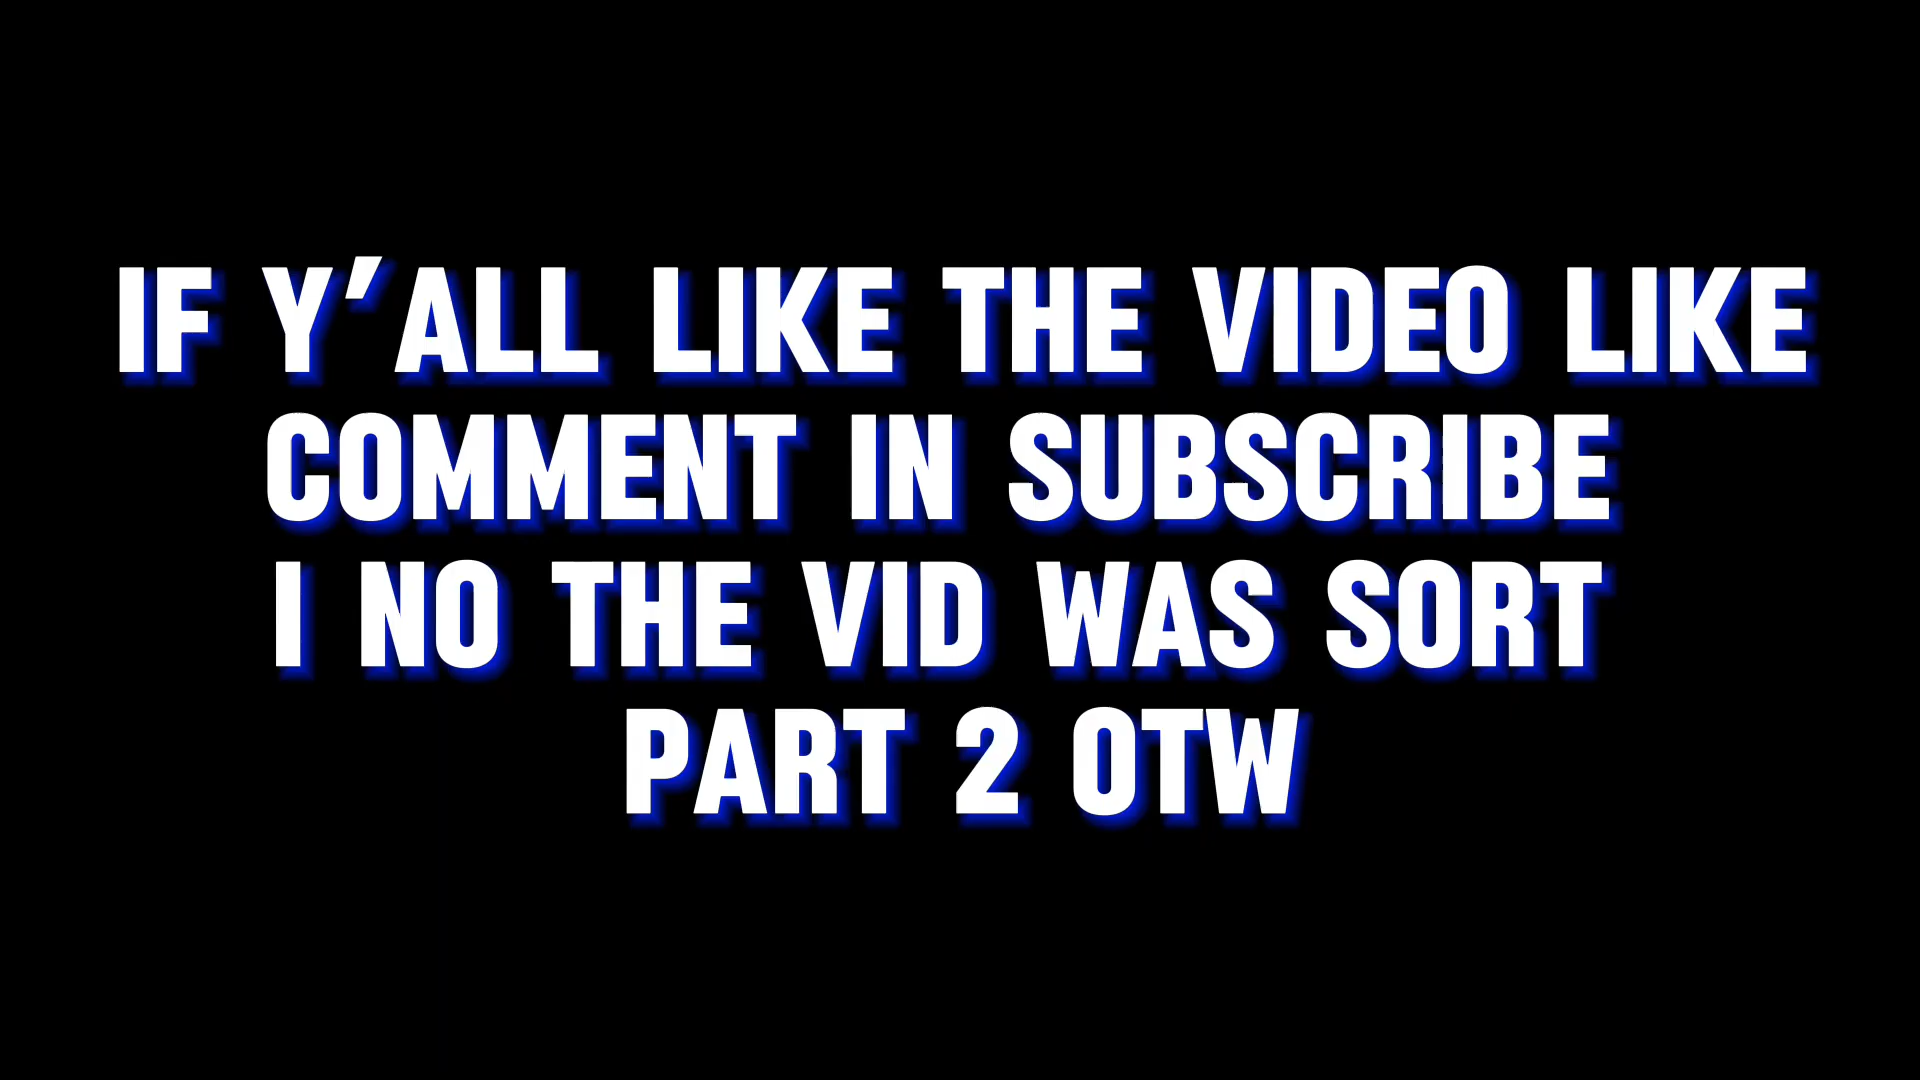 IF Y'ALL LIKE THE VIDEO LIKE
COMMENT IN SUBSCRIBE
I NO THE VID WAS SORT
PART 2 OTW